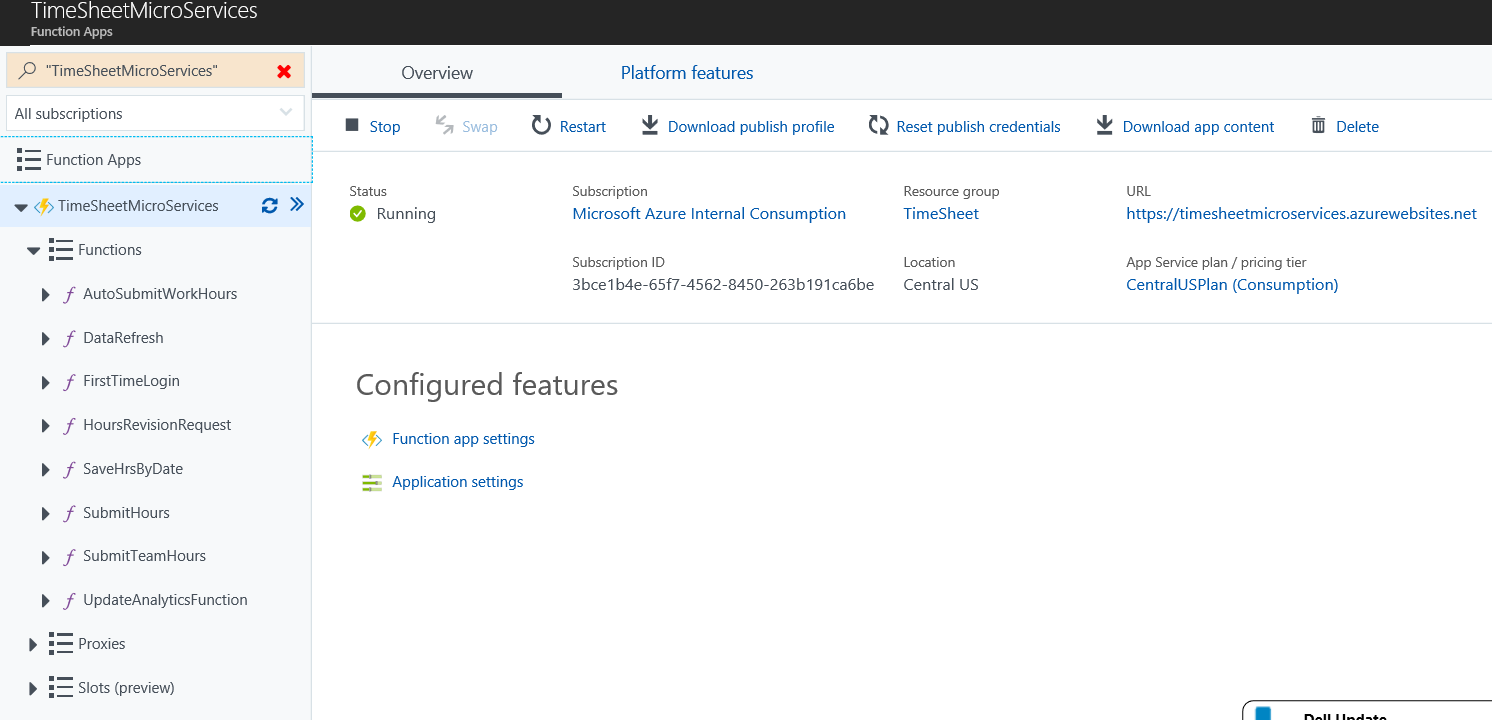 TimeSheetMicroServices
Function Apps
"TimeSheetMicroServices"
All subscriptions
Function Apps
TimeSheetMicroServices
Functions
AutoSubmitWorkHours
DataRefresh
FirstTimeLogin
HoursRevisionRequest
SaveHrsByDate
SubmitHours
SubmitTeamHours
UpdateAnalyticsFunction
Proxies
Slots (preview)
Overview Platform features
Stop Swap Restart Download publish profile Reset publish credentials Download app content Delete
Status Subscription Resource group URL
Running Microsoft Azure Internal Consumption TimeSheet https://timesheetmicroservices.azurewebsites.net
Subscription ID Location App Service plan / pricing tier
3bce1b4e-65f7-4562-8450-263b191ca6be Central US CentralUSPlan (Consumption)
Configured features
Function app settings
Application settings
Dell Update